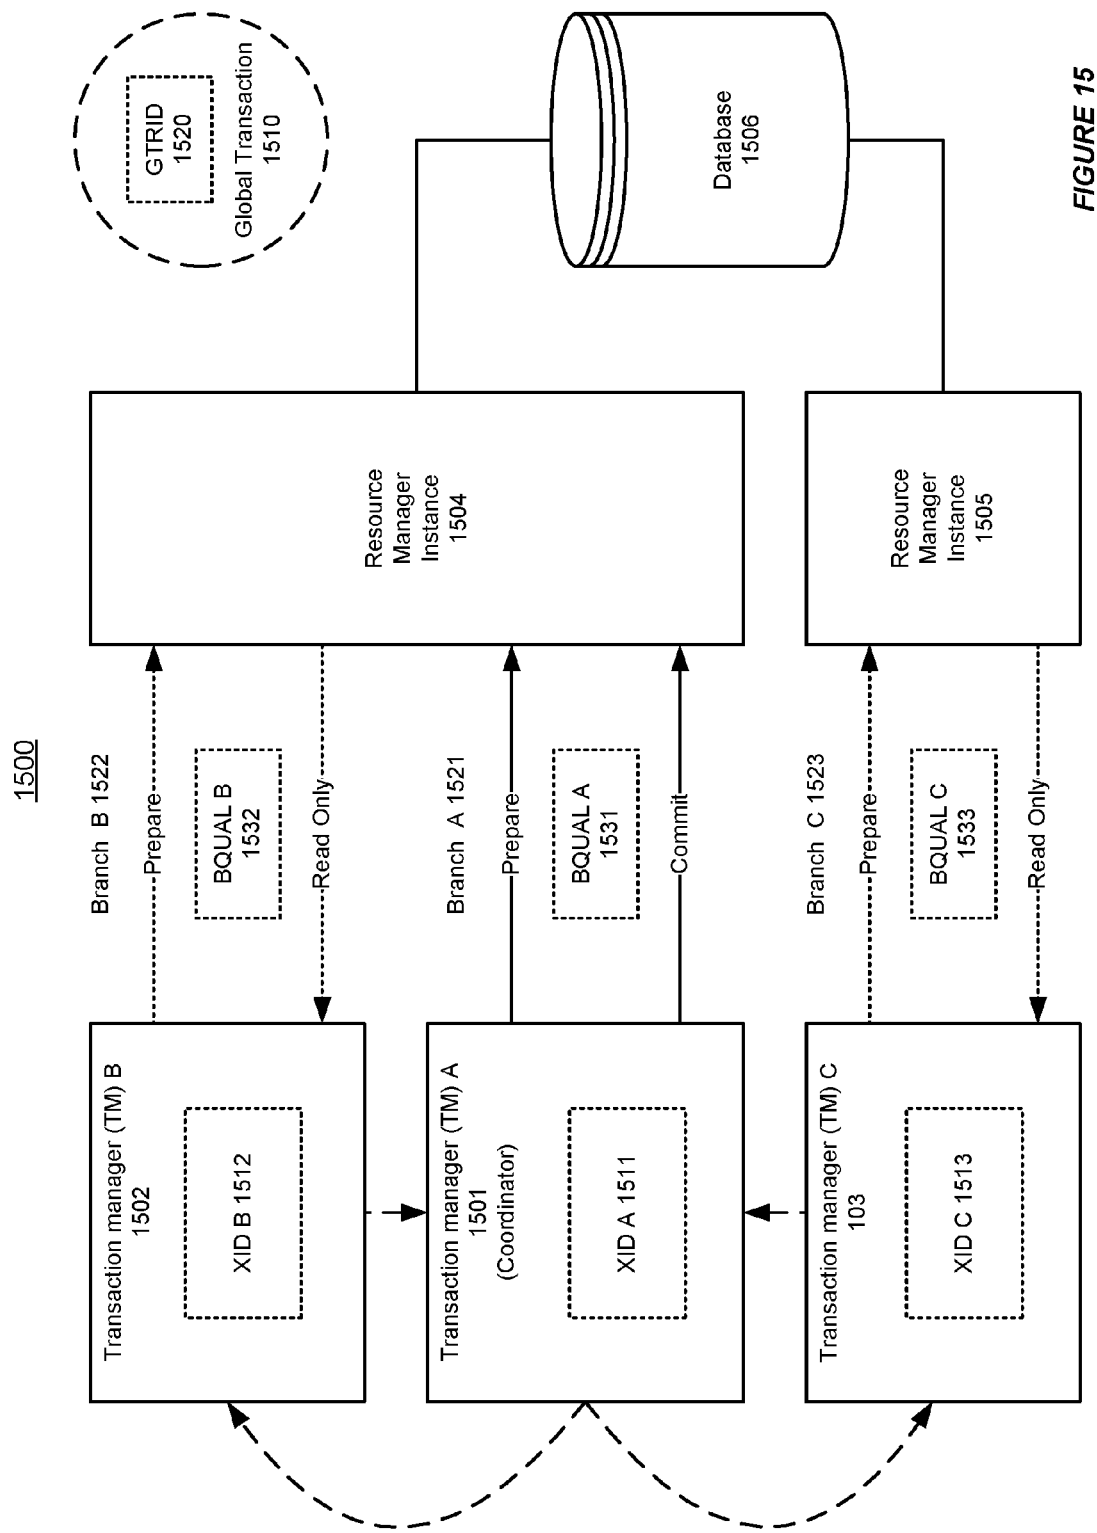 1500
Transaction manager (TM) B
1502
XID B 1512
Branch B 1522
Prepare
BQUAL B
1532
Read Only
Transaction manager (TM) A
1501
(Coordinator)
XID A 1511
Branch A 1521
Prepare
BQUAL A
1531
Commit
Transaction manager (TM) C
103
XID C 1513
Branch C 1523
Prepare
BQUAL C
1533
Read Only
Resource
Manager
Instance
1504
Resource
Manager
Instance
1505
GTRID
1520
Global Transaction
1510
Database
1506
FIGURE 15